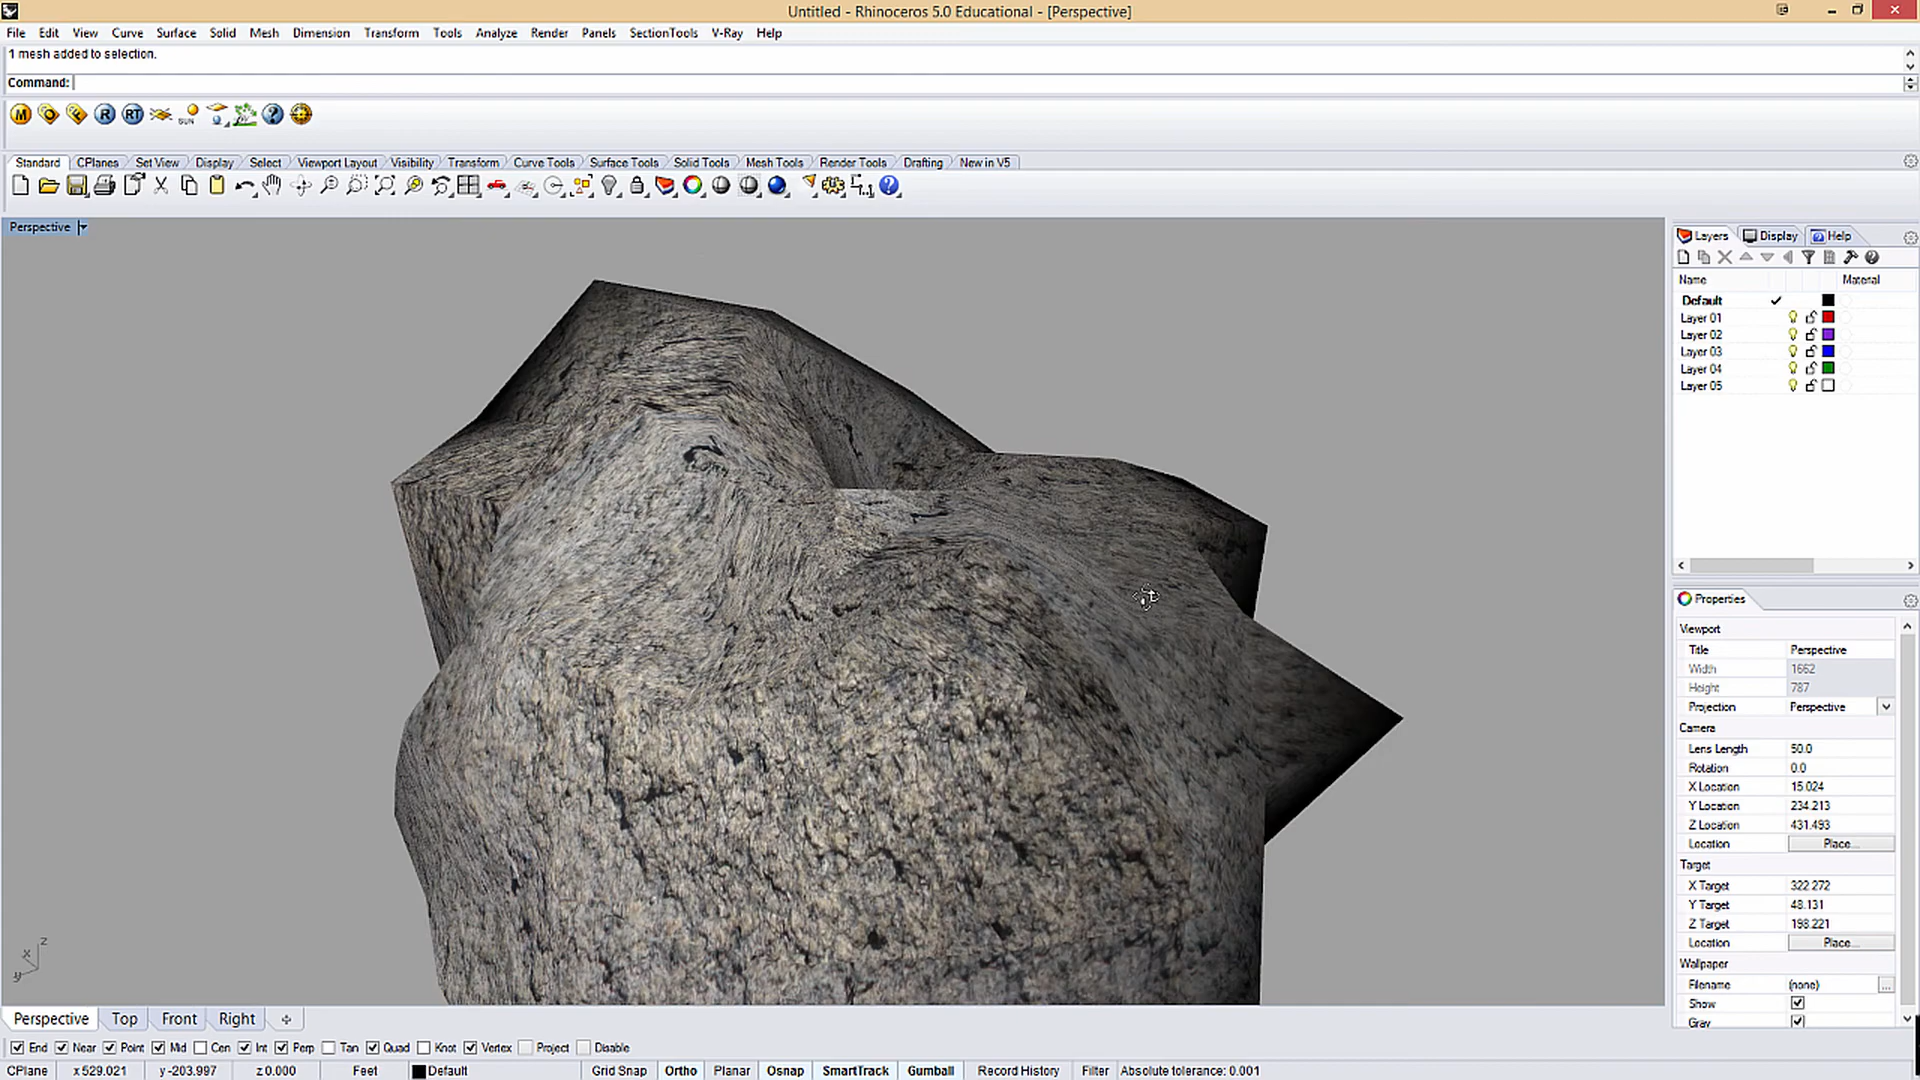 Untitled - Rhinoceros 5.0 Educational - [Perspective]
File Edit View Curve Surface Solid Mesh Dimension Transform Tools Analyze Render Panels SectionTools V-Ray Help
1 mesh added to selection.
Command:
M R RT SUN
Standard CPlanes Set View Display Select Viewport Layout Visibility Transform Curve Tools Surface Tools Solid Tools Mesh Tools Render Tools Drafting New in V5
Perspective
Layers Display Help
Name Material
Default
Layer 01
Layer 02
Layer 03
Layer 04
Layer 05
Properties
Viewport
Title Perspective
Width 1662
Height 787
Projection Perspective
Camera
Lens Length 50.0
Rotation 0.0
X Location 15.024
Y Location 234.213
Z Location 431.493
Location Place...
Target
X Target 322.272
Y Target 48.131
Z Target 198.221
Location Place...
Wallpaper
Filename (none) ...
Show
Gray
z
x
y
Perspective Top Front Right
End Near Point Mid Cen Int Perp Tan Quad Knot Vertex Project Disable
CPlane x 529.021 y -203.997 z 0.000 Feet Default Grid Snap Ortho Planar Osnap SmartTrack Gumball Record History Filter Absolute tolerance: 0.001